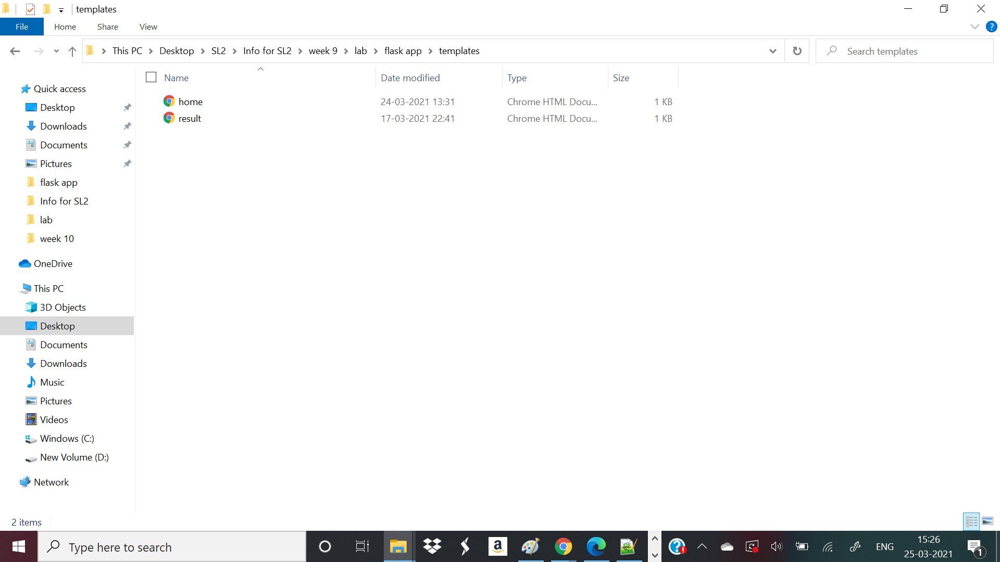 templates
File Home Share View
This PC Desktop SL2 Info for SL2 week 9 lab flask app templates
Search templates
Name Date modified Type Size
home 24-03-2021 13:31 Chrome HTML Docu... 1 KB
result 17-03-2021 22:41 Chrome HTML Docu... 1 KB
Quick access
Desktop
Downloads
Documents
Pictures
flask app
Info for SL2
lab
week 10
OneDrive
This PC
3D Objects
Desktop
Documents
Downloads
Music
Pictures
Videos
Windows (C:)
New Volume (D:)
Network
2 items
Type here to search
a
ENG
15:26
25-03-2021
1